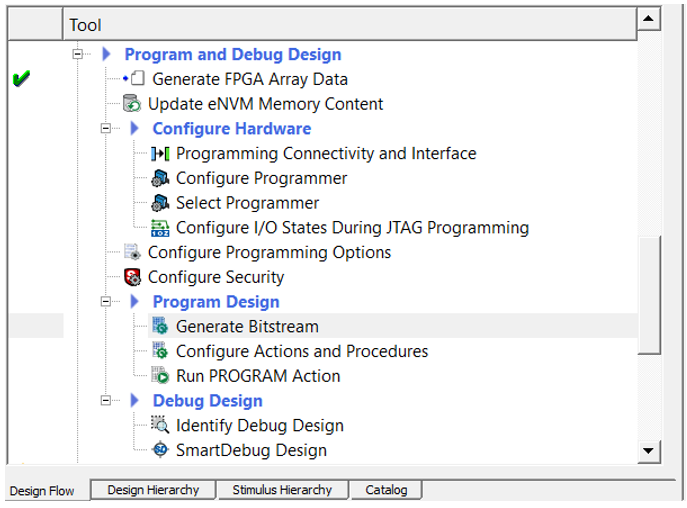 Tool
Program and Debug Design
Generate FPGA Array Data
Update eNVM Memory Content
Configure Hardware
Programming Connectivity and Interface
Configure Programmer
Select Programmer
Configure I/O States During JTAG Programming
Configure Programming Options
Configure Security
Program Design
Generate Bitstream
Configure Actions and Procedures
Run PROGRAM Action
Debug Design
Identify Debug Design
SmartDebug Design
Design Flow Design Hierarchy Stimulus Hierarchy Catalog